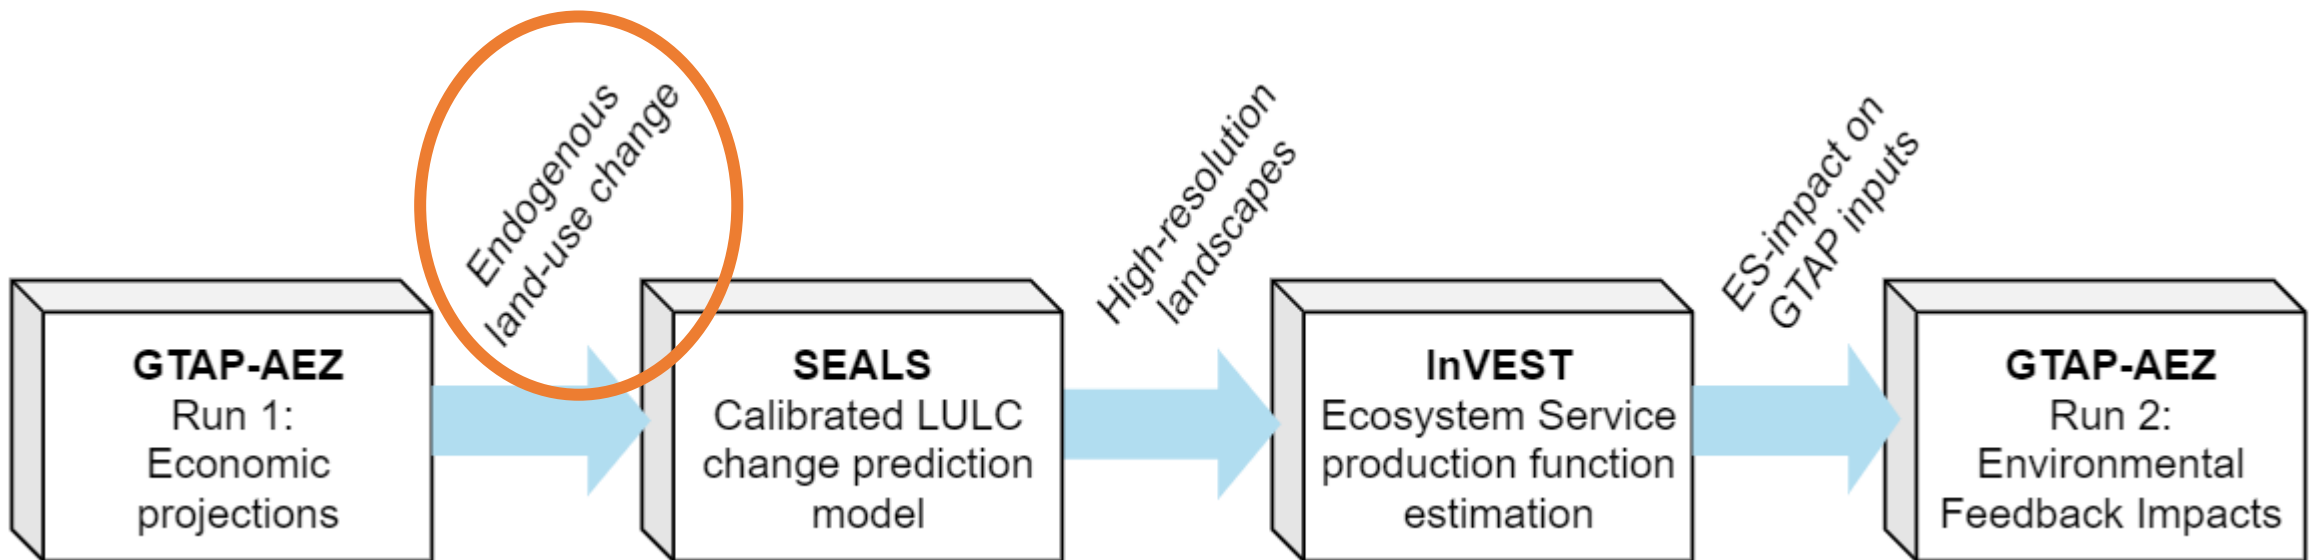 Endogenous
land-use change
High-resolution
landscapes
ES-impact on
GTAP inputs
GTAP-AEZ
Run 1:
Economic
projections
SEALS
Calibrated LULC
change prediction
model
InVEST
Ecosystem Service
production function
estimation
GTAP-AEZ
Run 2:
Environmental
Feedback Impacts